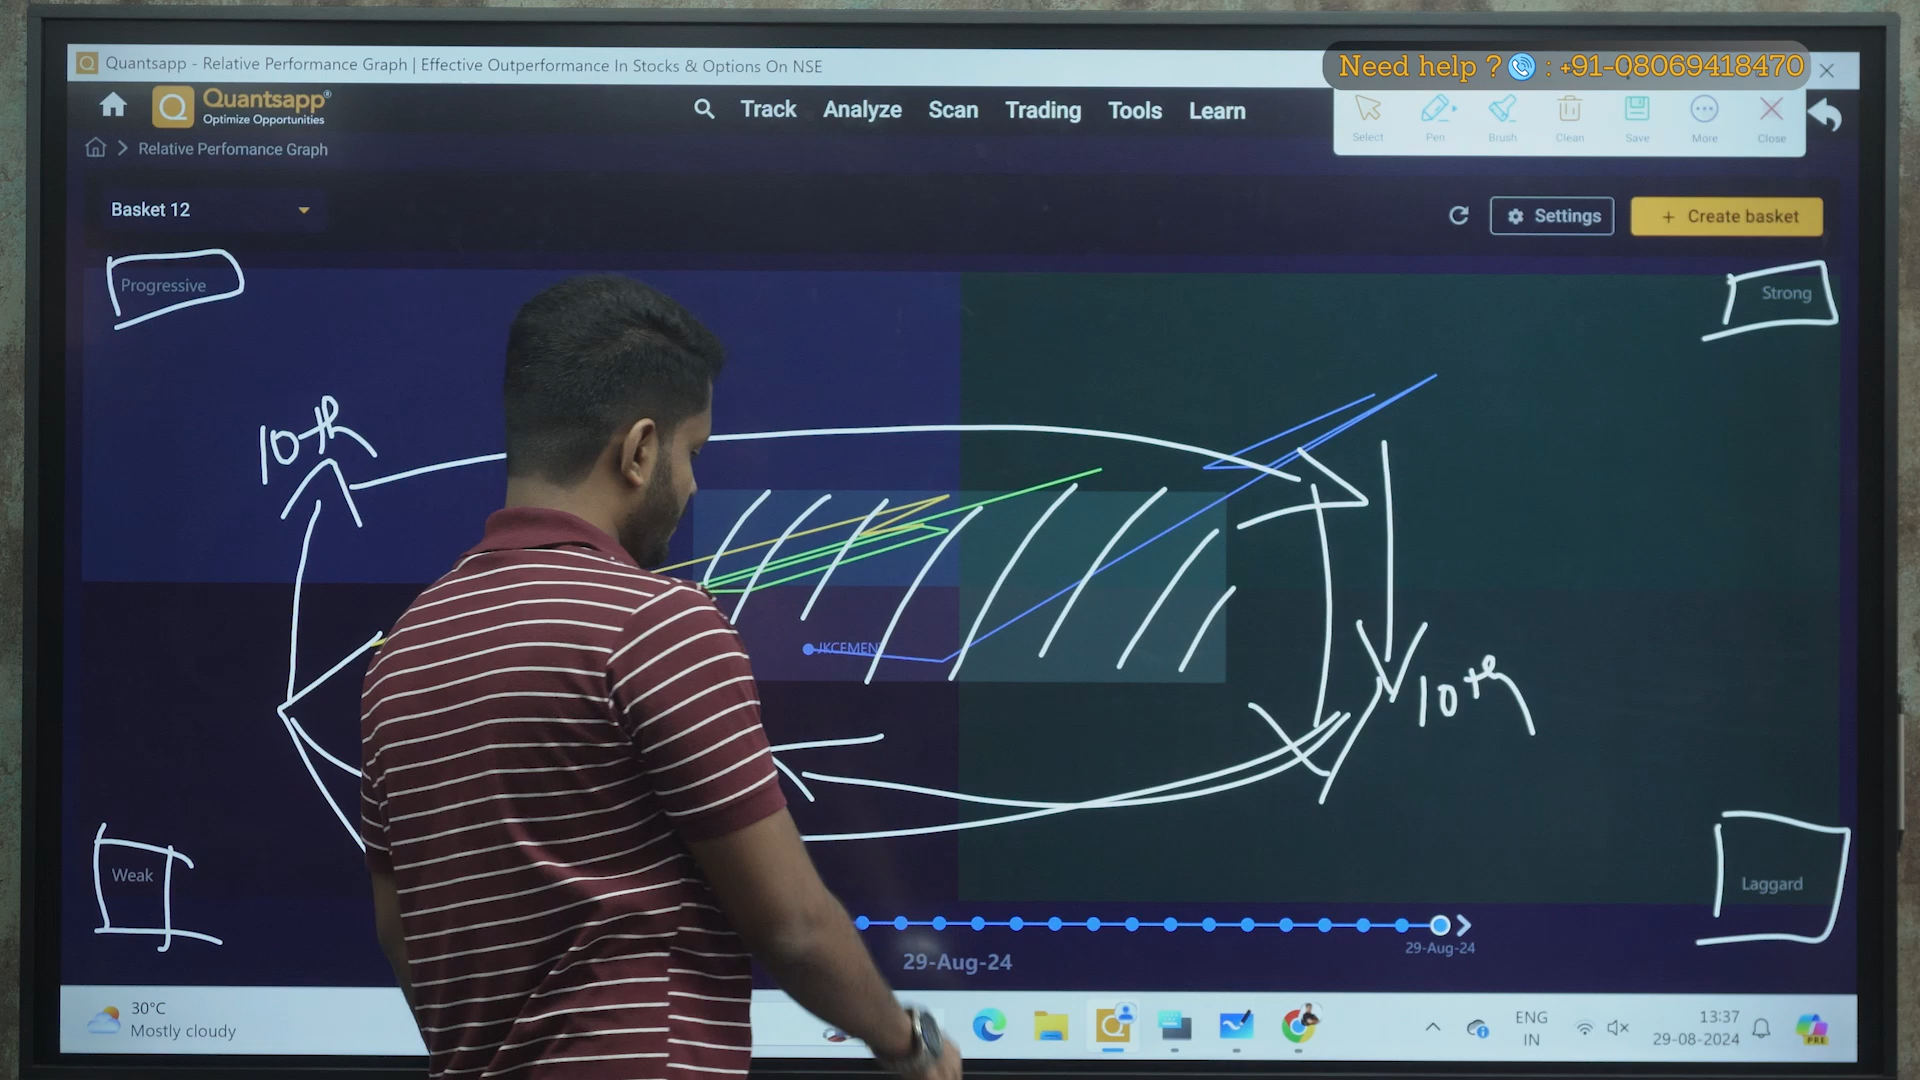 Quantsapp - Relative Performance Graph | Effective Outperformance In Stocks & Options On NSE
Need help ? : +91-08069418470
Quantsapp®
Optimize Opportunities
Track Analyze Scan Trading Tools Learn
Select Pen Brush Clean Save More Close
Relative Perfomance Graph
Basket 12
Settings
+ Create basket
Progressive
Strong
10th
JKCEMEN
10th
Weak
Laggard
29-Aug-24
29-Aug-24
30°C
Mostly cloudy
ENG
IN
13:37
29-08-2024
PRE